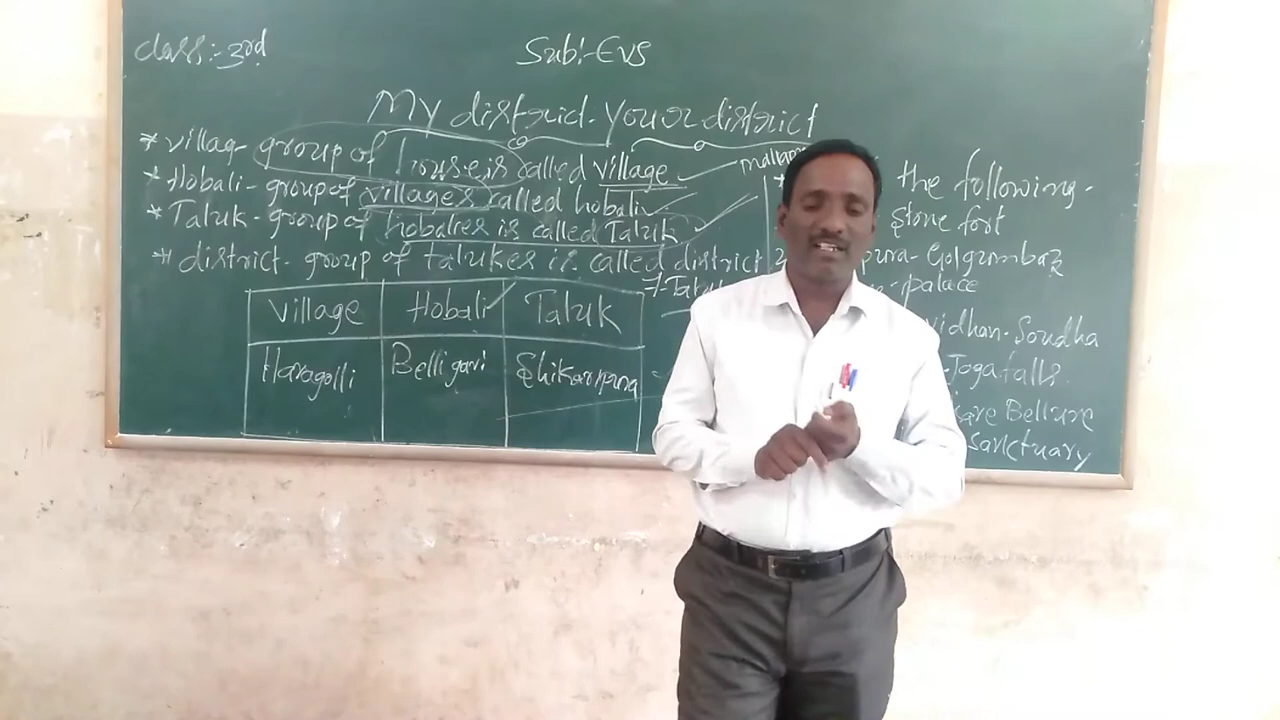 class:-3rd
Sub:-EVS
My district-your district
* village group of house is called village
* Hobali- group of villages called hobali
* Taluk- group of hobalies is called Taluk
* district- group of talukes is called district
Village Hobali Taluk
Haragolli Belligavi Shikaripura
the following-
Stone fort
Golgumbaz
palace
vidhan-Soudha
Jogafalls.
Sanctuary